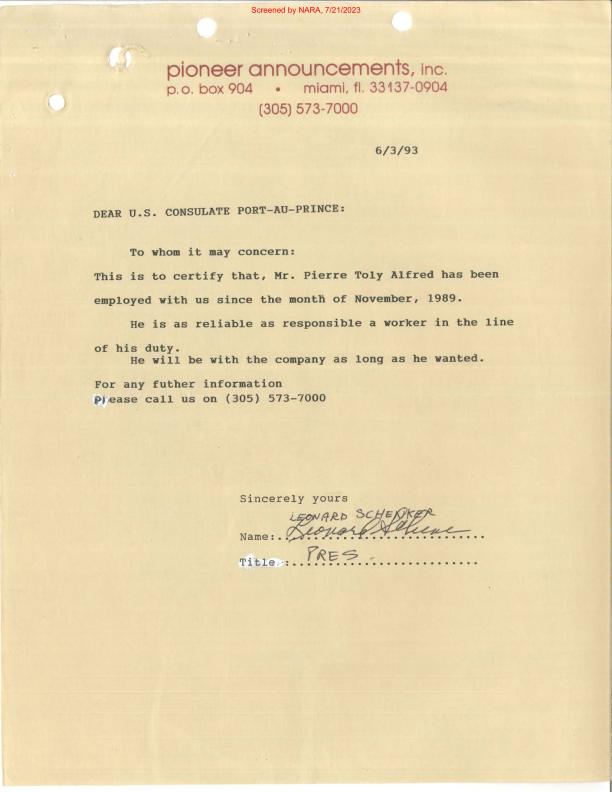 Screened by NARA, 7/21/2023
pioneer announcements, inc.
p.o. box 904 • miami, fl. 33137-0904
(305) 573-7000
6/3/93
DEAR U.S. CONSULATE PORT-AU-PRINCE:
To whom it may concern:
This is to certify that, Mr. Pierre Toly Alfred has been
employed with us since the month of November, 1989.
He is as reliable as responsible a worker in the line
of his duty.
He will be with the company as long as he wanted.
For any futher information
Please call us on (305) 573-7000
Sincerely yours
LEONARD SCHENKER
Name:..............................
Title :............................
PRES.